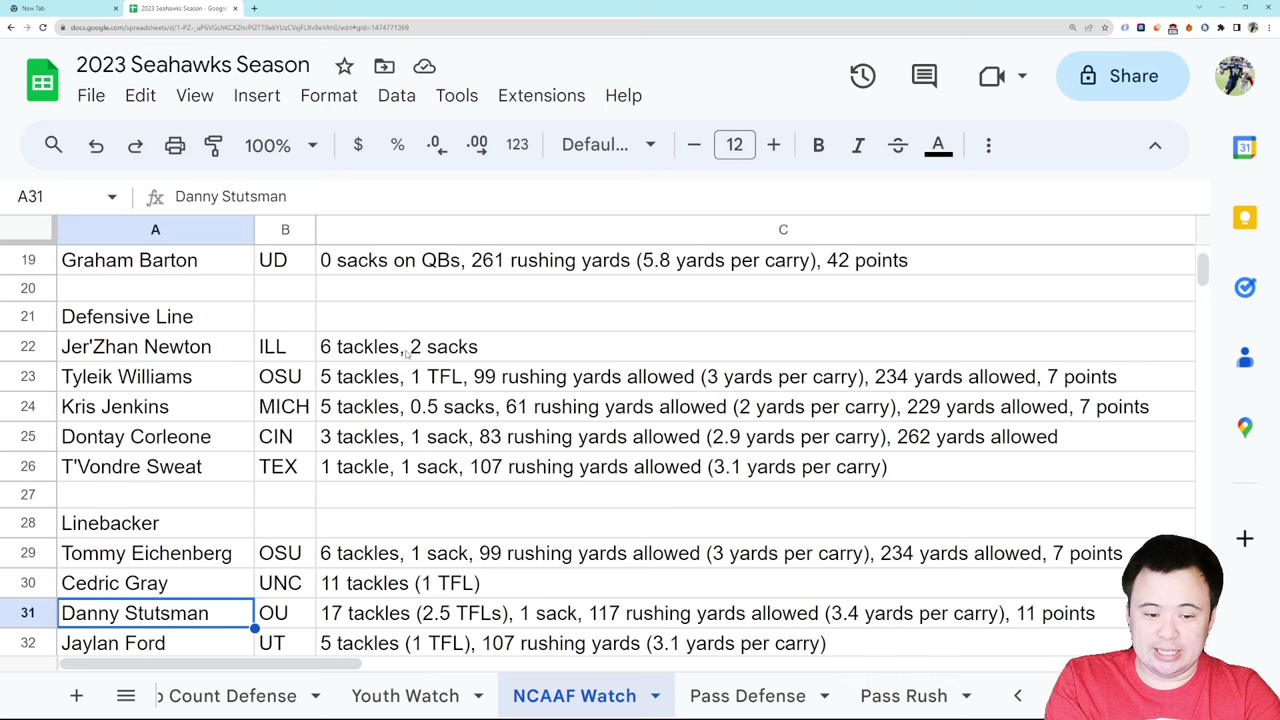 New Tab
2023 Seahawks Season - Google
2023 Seahawks Season
File Edit View Insert Format Data Tools Extensions Help
Share
100% $ % .0 .00 123 Defaul... 12 B I A
A31 fx Danny Stutsman
A B C
19 Graham Barton UD 0 sacks on QBs, 261 rushing yards (5.8 yards per carry), 42 points
20
21 Defensive Line
22 Jer'Zhan Newton ILL 6 tackles, 2 sacks
23 Tyleik Williams OSU 5 tackles, 1 TFL, 99 rushing yards allowed (3 yards per carry), 234 yards allowed, 7 points
24 Kris Jenkins MICH 5 tackles, 0.5 sacks, 61 rushing yards allowed (2 yards per carry), 229 yards allowed, 7 points
25 Dontay Corleone CIN 3 tackles, 1 sack, 83 rushing yards allowed (2.9 yards per carry), 262 yards allowed
26 T'Vondre Sweat TEX 1 tackle, 1 sack, 107 rushing yards allowed (3.1 yards per carry)
27
28 Linebacker
29 Tommy Eichenberg OSU 6 tackles, 1 sack, 99 rushing yards allowed (3 yards per carry), 234 yards allowed, 7 points
30 Cedric Gray UNC 11 tackles (1 TFL)
31 Danny Stutsman OU 17 tackles (2.5 TFLs), 1 sack, 117 rushing yards allowed (3.4 yards per carry), 11 points
32 Jaylan Ford UT 5 tackles (1 TFL), 107 rushing yards (3.1 yards per carry)
p Count Defense Youth Watch NCAAF Watch Pass Defense Pass Rush